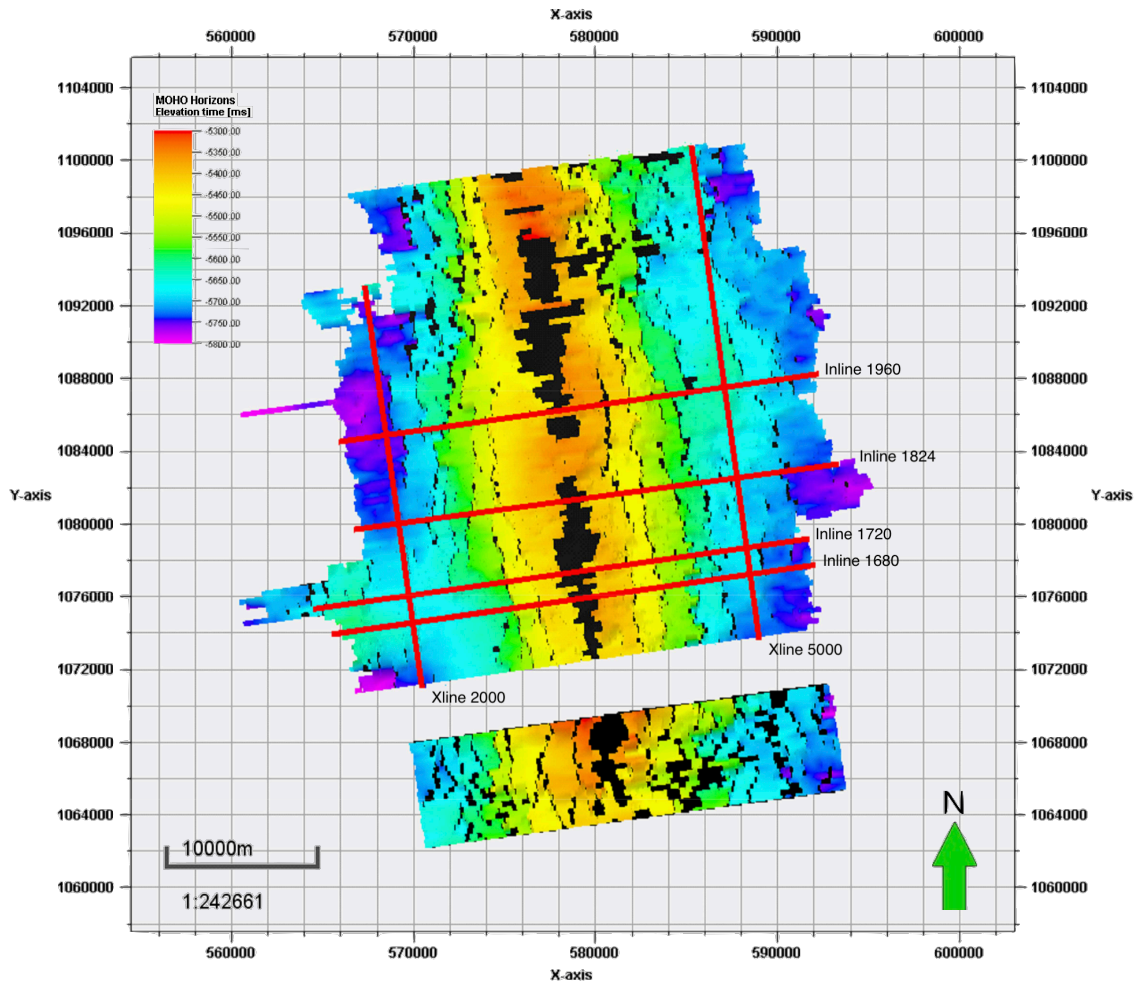 X-axis
560000 570000 580000 590000 600000
1104000 1104000
MOHO Horizons
Elevation time [ms]
-5300.00
-5350.00
-5400.00
-5450.00
-5500.00
-5550.00
-5600.00
-5650.00
-5700.00
-5750.00
-5800.00
1100000 1100000
1096000 1096000
1092000 1092000
1088000 1088000
Inline 1960
1084000 1084000
Inline 1824
Y-axis Y-axis
1080000 1080000
Inline 1720
Inline 1680
1076000 1076000
Xline 5000
1072000 1072000
Xline 2000
1068000 1068000
N
1064000 1064000
10000m
1060000 1060000
1:242661
560000 570000 580000 590000 600000
X-axis